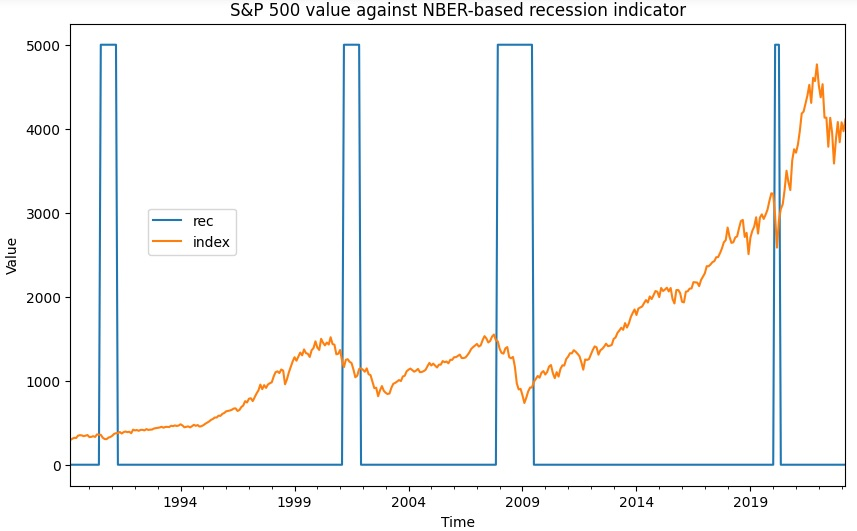 S&P 500 value against NBER-based recession indicator
5000
4000
3000
2000
1000
0
Value
rec
index
1994
1999
2004
2009
2014
2019
Time